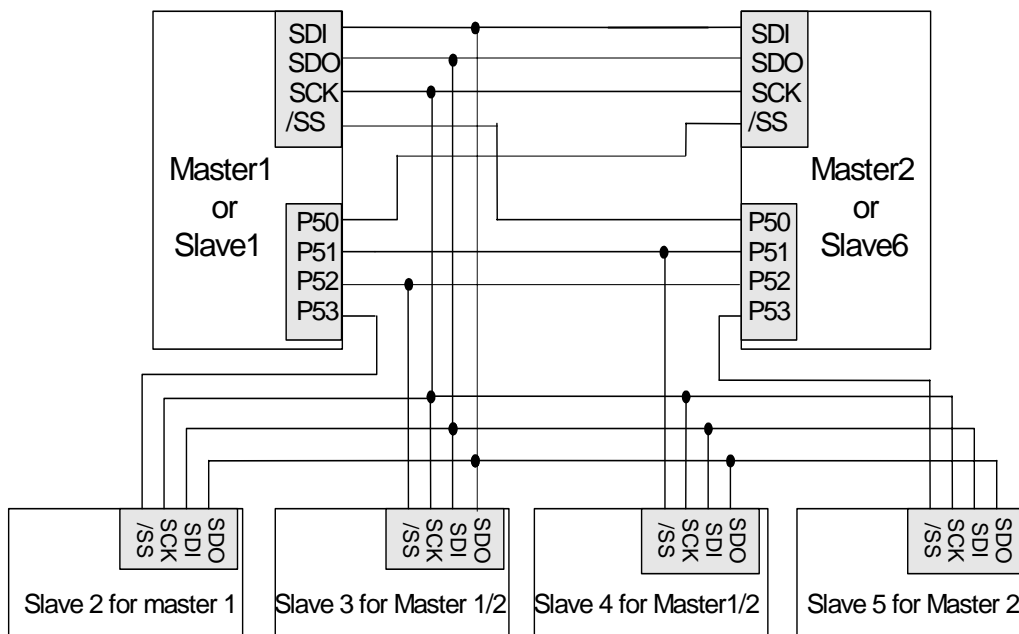 SDI
SDO
SCK
/SS
Master1
or
Slave1
P50
P51
P52
P53
SDI
SDO
SCK
/SS
Master2
or
Slave6
P50
P51
P52
P53
/SS
SCK
SDI
SDO
Slave 2 for master 1
/SS
SCK
SDI
SDO
Slave 3 for Master 1/2
/SS
SCK
SDI
SDO
Slave 4 for Master1/2
/SS
SCK
SDI
SDO
Slave 5 for Master 2